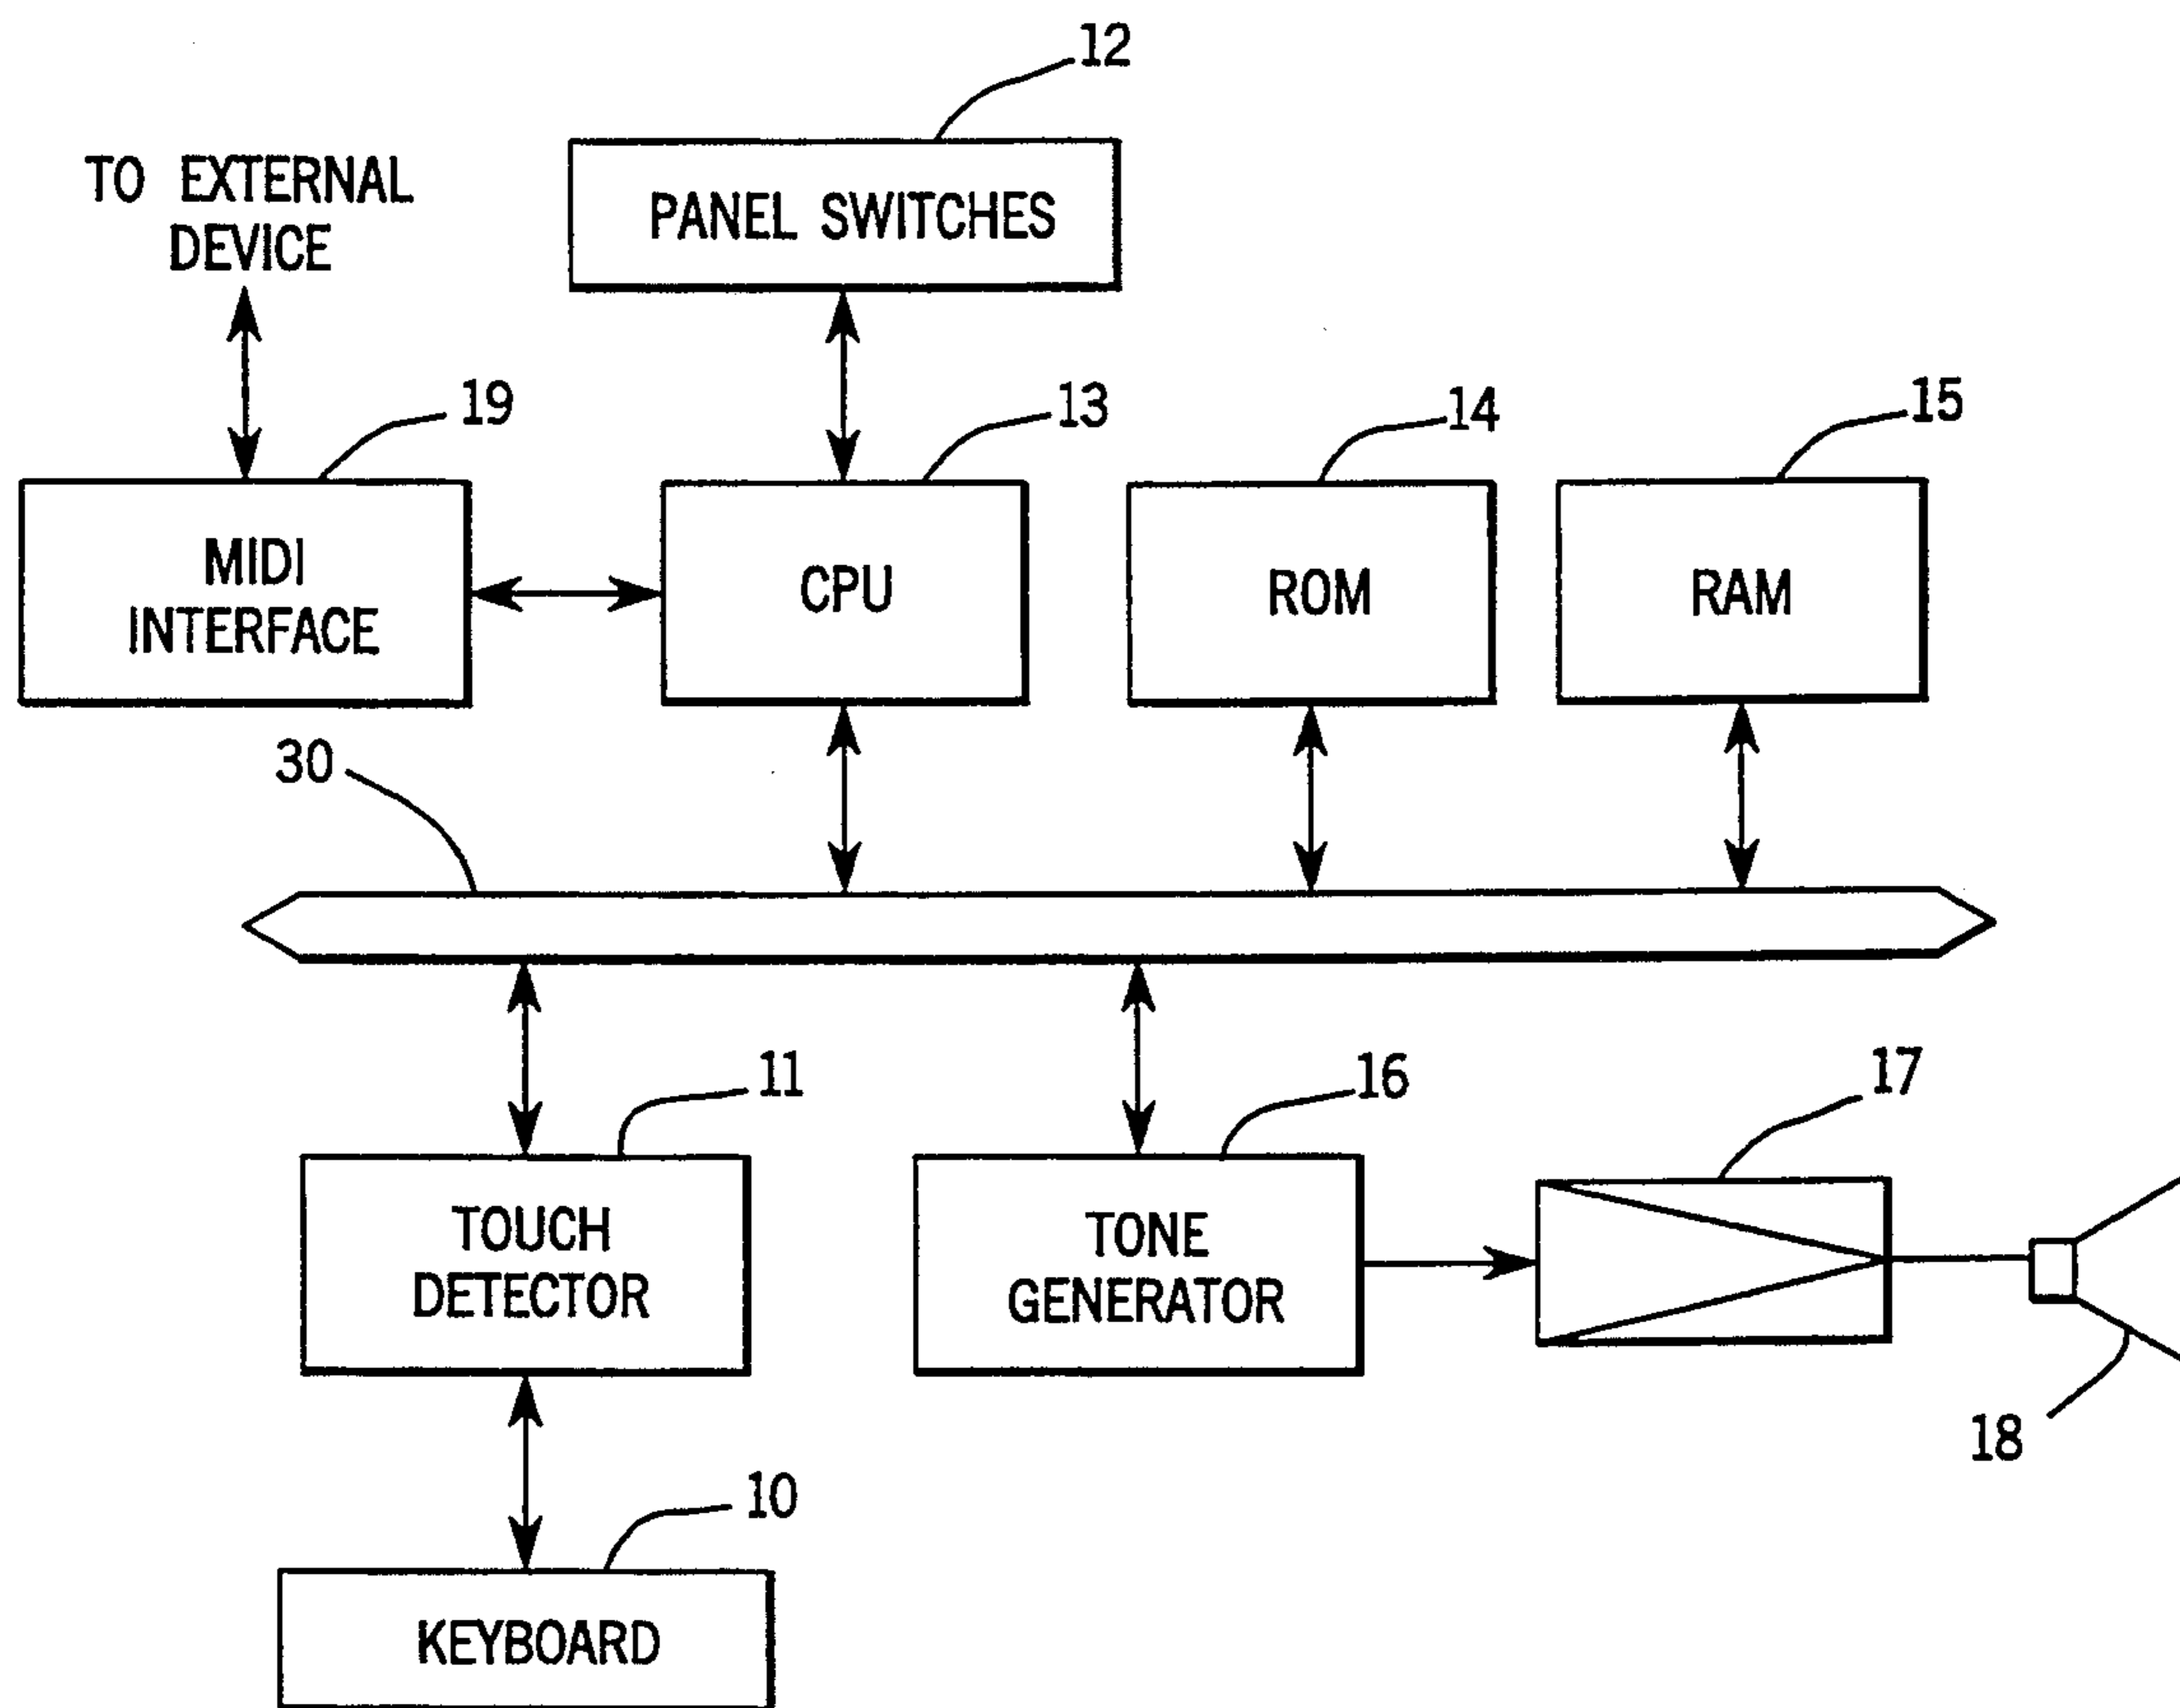 12
TO EXTERNAL
DEVICE
PANEL SWITCHES
19
13
14
15
MIDI
INTERFACE
CPU
ROM
RAM
30
11
16
17
TOUCH
DETECTOR
TONE
GENERATOR
18
10
KEYBOARD